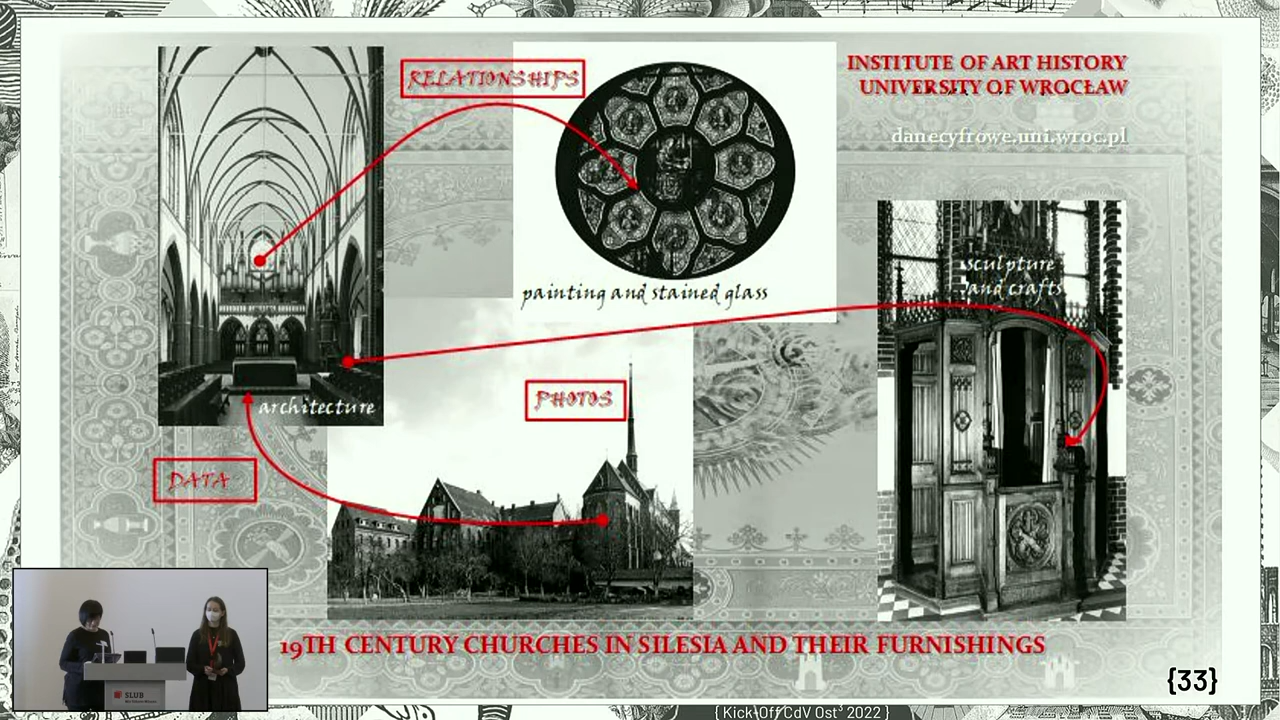 RELATIONSHIPS
INSTITUTE OF ART HISTORY
UNIVERSITY OF WROCŁAW
danecyfrowe.uni.wroc.pl
sculpture
and crafts
painting and stained glass
PHOTOS
architecture
DATA
19TH CENTURY CHURCHES IN SILESIA AND THEIR FURNISHINGS
SLUB
{33}
{ Kick-Off CdV Ost³ 2022 }